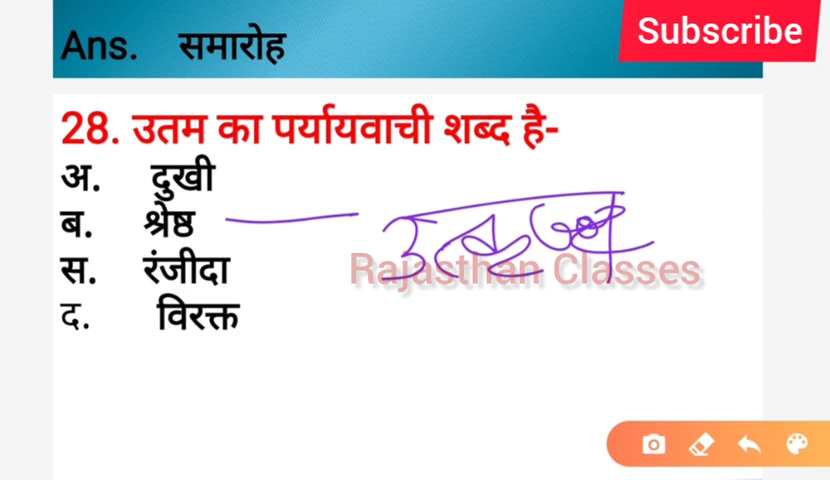 Ans. समारोह
Subscribe
28. उतम का पर्यायवाची शब्द है-
अ. दुखी
ब. श्रेष्ठ
स. रंजीदा
द. विरक्त
Rajasthan Classes